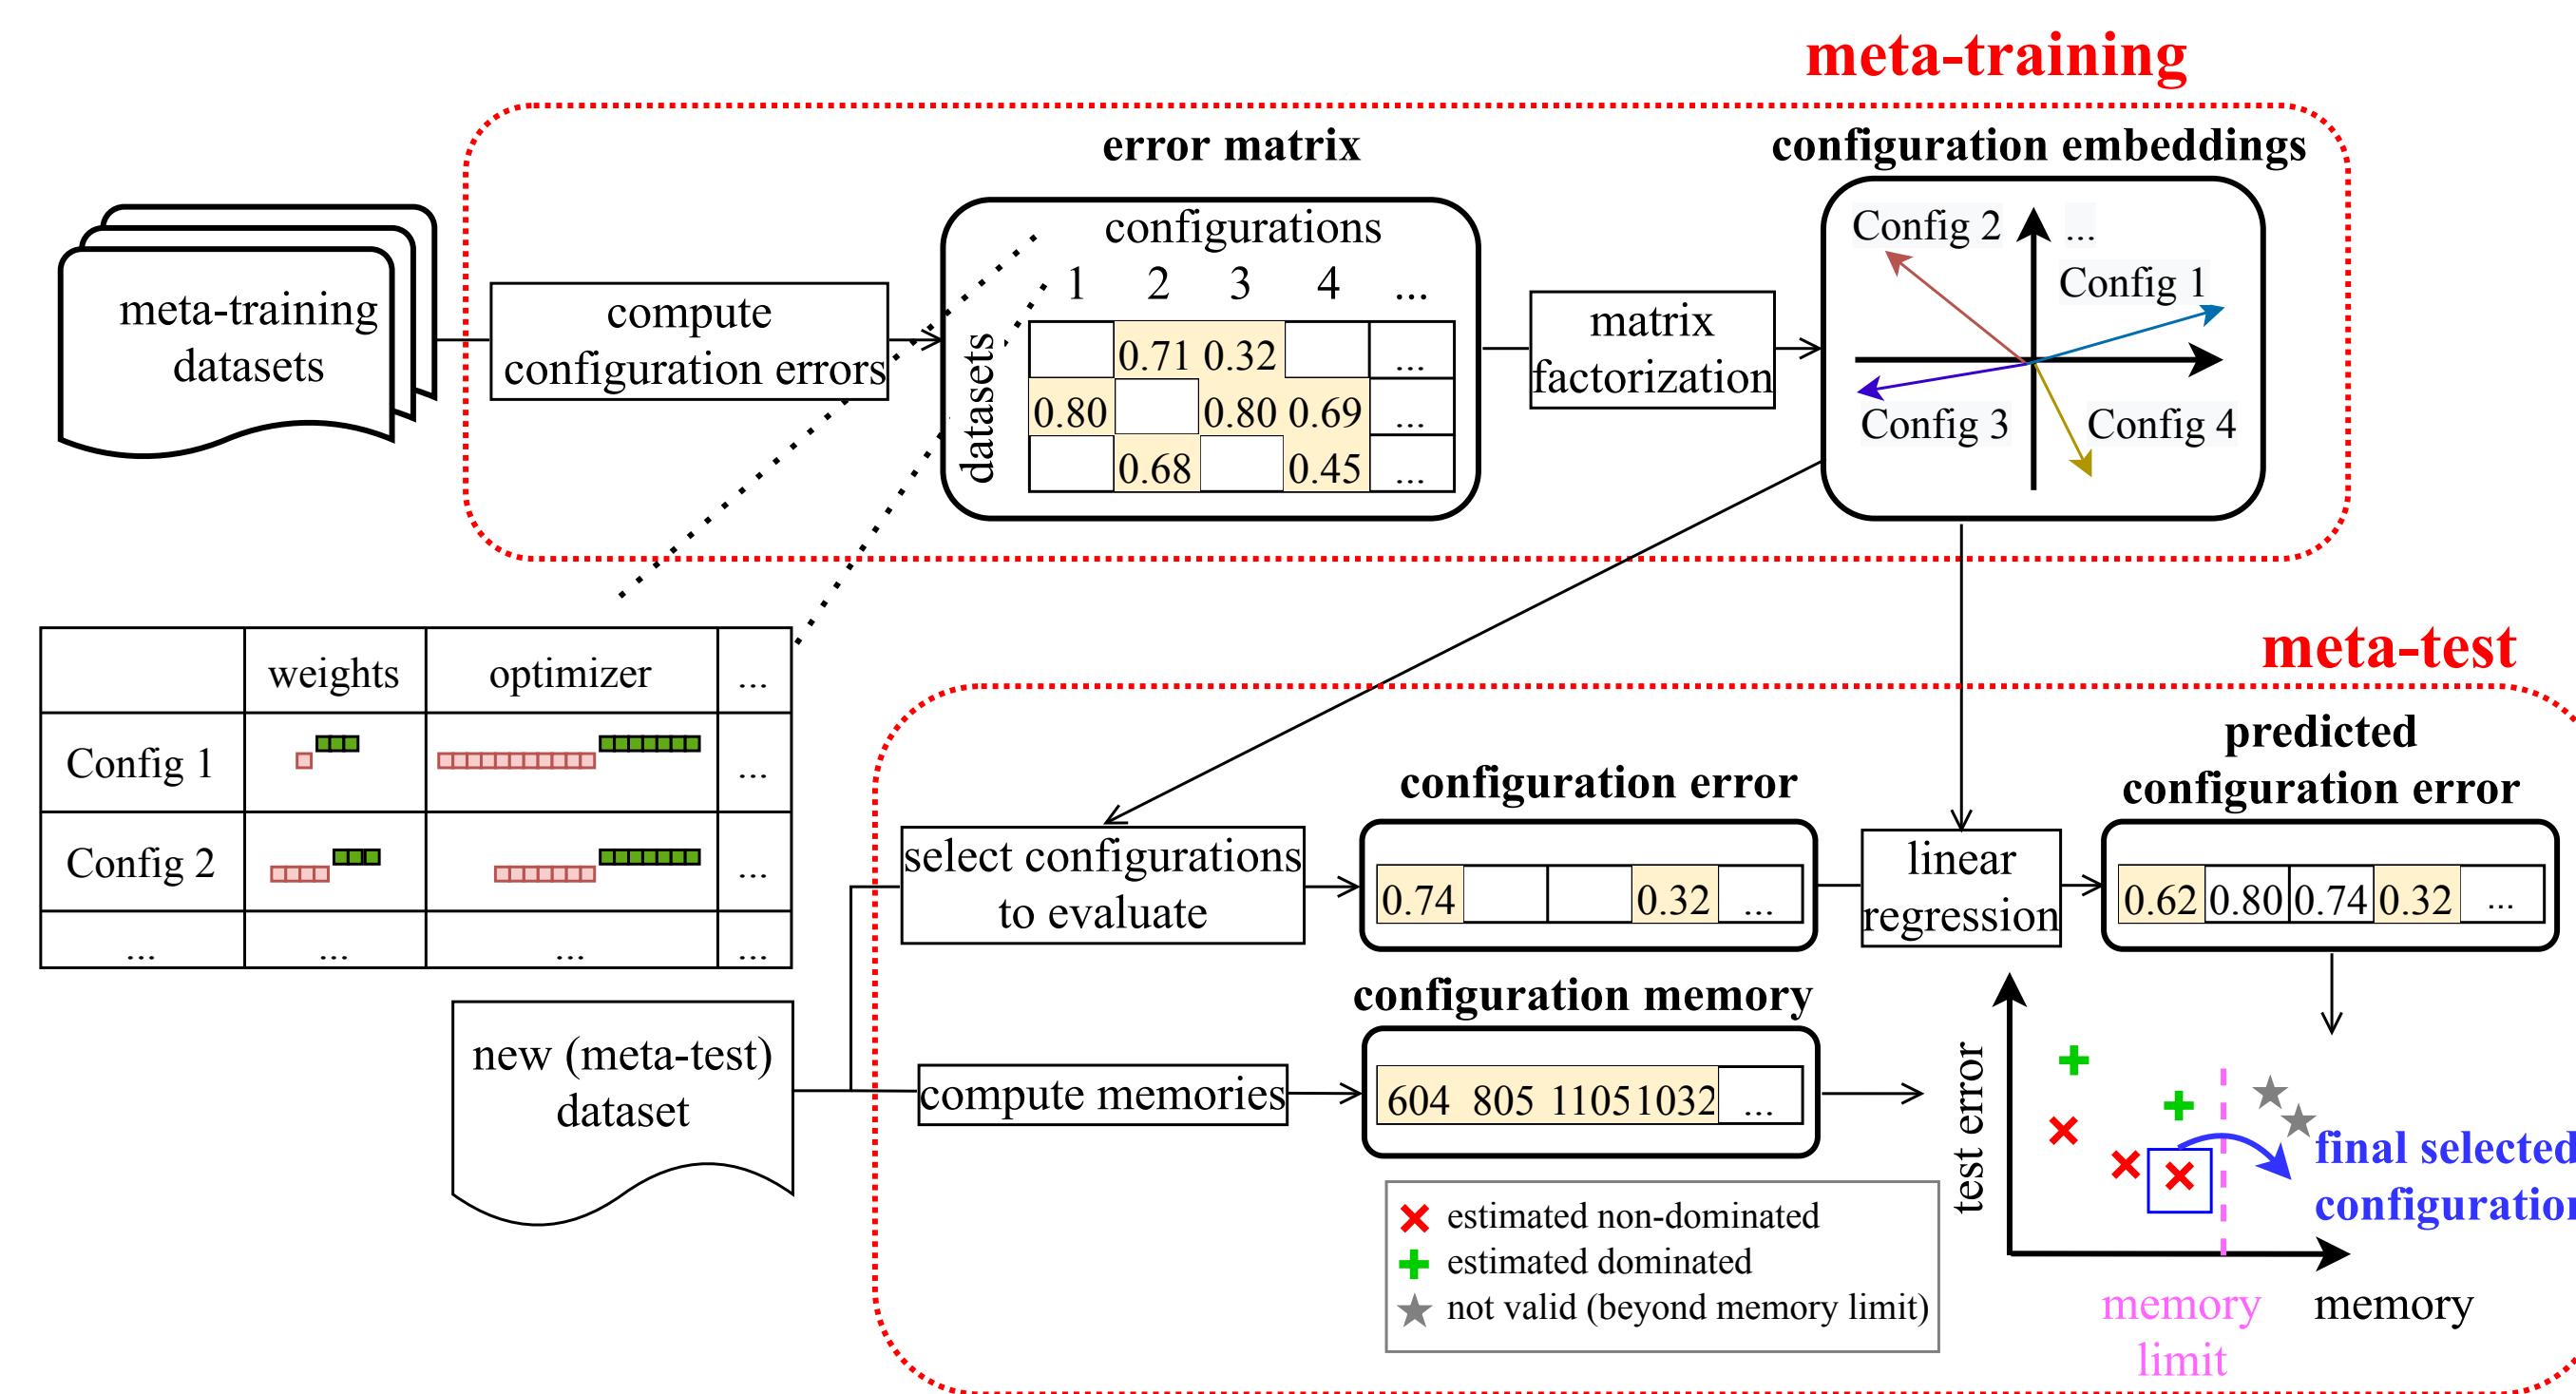 meta-training
error matrix
configuration embeddings
meta-training
datasets
compute
configuration errors
configurations
1 2 3 4 ...
datasets
0.71 0.32 ...
0.80 0.80 0.69 ...
0.68 0.45 ...
matrix
factorization
Config 2
...
Config 1
Config 3
Config 4
weights optimizer ...
Config 1 ...
Config 2 ...
... ... ... ...
meta-test
new (meta-test)
dataset
select configurations
to evaluate
configuration error
0.74 0.32 ...
linear
regression
predicted
configuration error
0.62 0.80 0.74 0.32 ...
compute memories
configuration memory
604 805 1105 1032 ...
estimated non-dominated
estimated dominated
not valid (beyond memory limit)
test error
final selected
configuration
memory
limit
memory